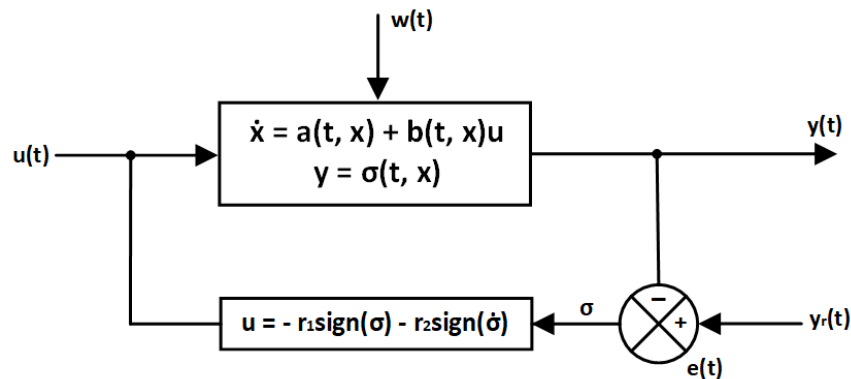 w(t)
ẋ = a(t, x) + b(t, x)u
y = σ(t, x)
u(t)
y(t)
−
+
σ
u = - r₁sign(σ) - r₂sign(σ̇)
yᵣ(t)
e(t)